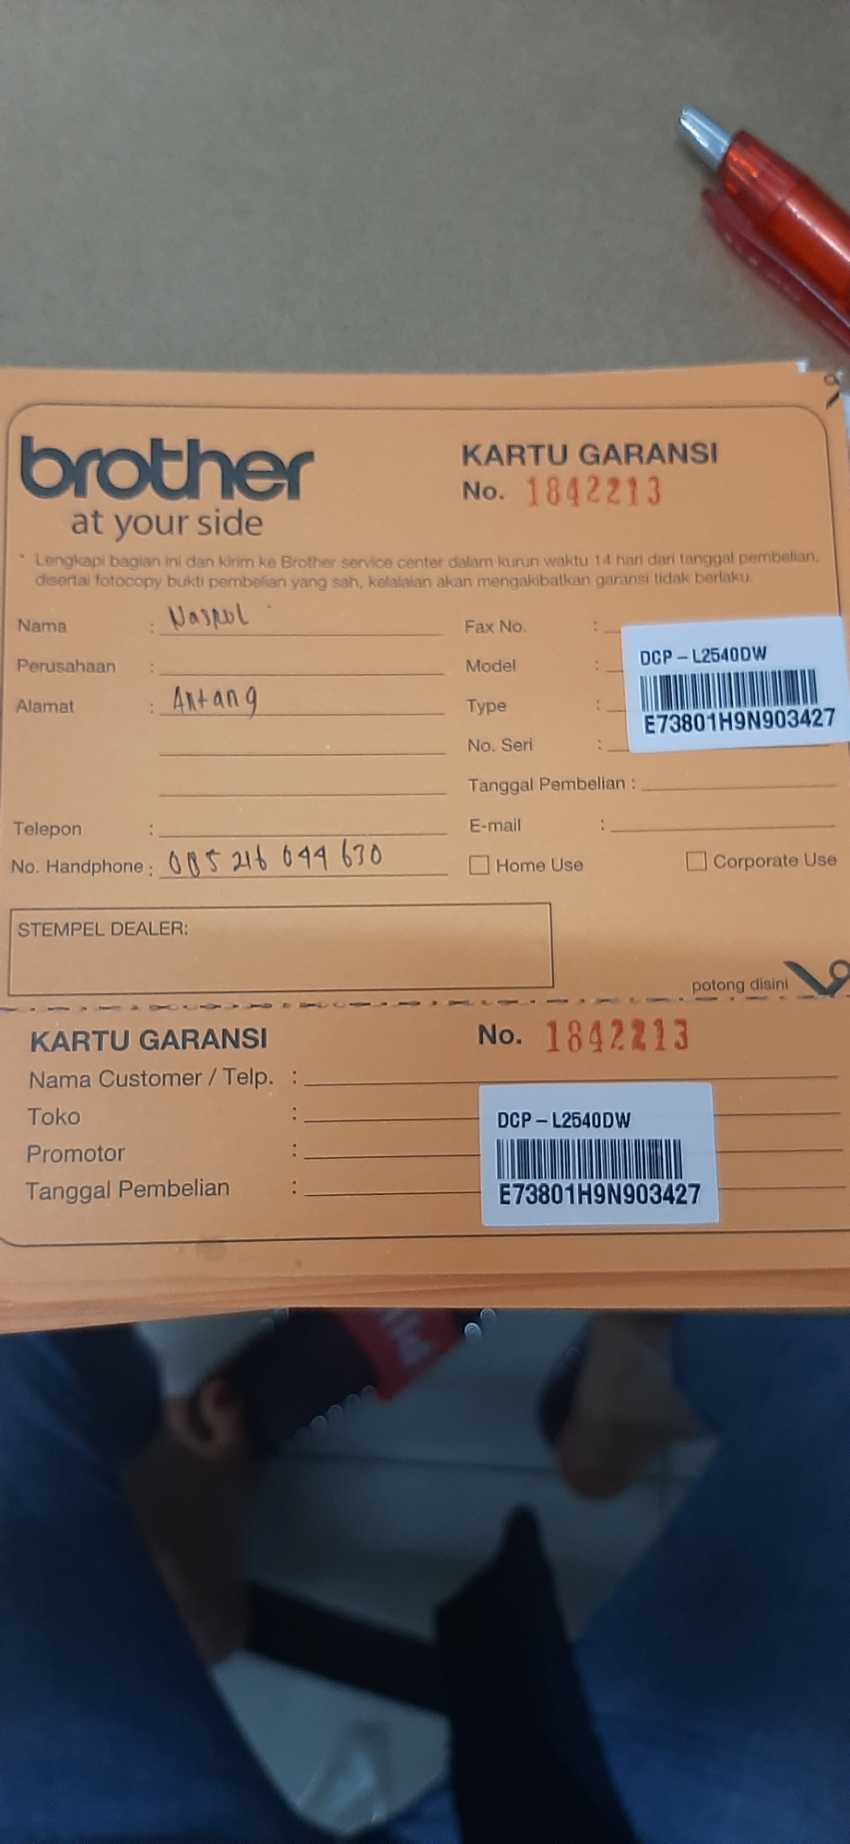 brother
at your side
KARTU GARANSI
No. 1842213
* Lengkapi bagian ini dan kirim ke Brother service center dalam kurun waktu 14 hari dari tanggal pembelian,
disertai fotocopy bukti pembelian yang sah, kelalaian akan mengakibatkan garansi tidak berlaku.
Nama :
Perusahaan :
Alamat : Antang
Telepon :
No. Handphone : 085 216 044 630
Fax No. :
Model :
Type :
No. Seri :
DCP – L2540DW
E73801H9N903427
Tanggal Pembelian :
E-mail :
Home Use
Corporate Use
STEMPEL DEALER:
potong disini
KARTU GARANSI
No. 1842213
Nama Customer / Telp. :
Toko :
Promotor :
Tanggal Pembelian :
DCP – L2540DW
E73801H9N903427